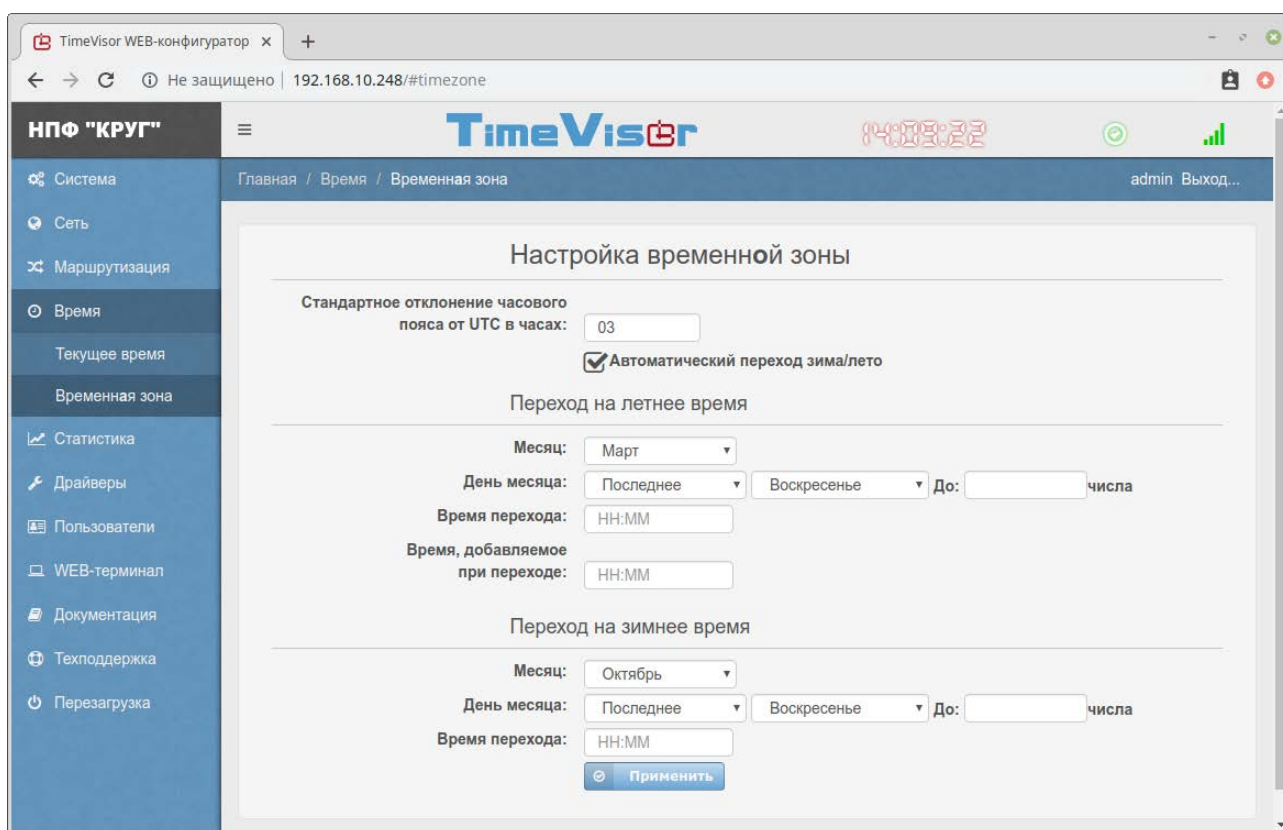 TimeVisor WEB-конфигуратор × +
Не защищено | 192.168.10.248/#timezone
НПФ "КРУГ"
TimeVisor
14:09:22
Главная / Время / Временная зона
admin Выход...
Система
Сеть
Маршрутизация
Время
Текущее время
Временная зона
Статистика
Драйверы
Пользователи
WEB-терминал
Документация
Техподдержка
Перезагрузка
Настройка временной зоны
Стандартное отклонение часового
пояса от UTC в часах: 03
Автоматический переход зима/лето
Переход на летнее время
Месяц: Март
День месяца: Последнее Воскресенье До: числа
Время перехода: HH:MM
Время, добавляемое
при переходе: HH:MM
Переход на зимнее время
Месяц: Октябрь
День месяца: Последнее Воскресенье До: числа
Время перехода: HH:MM
Применить